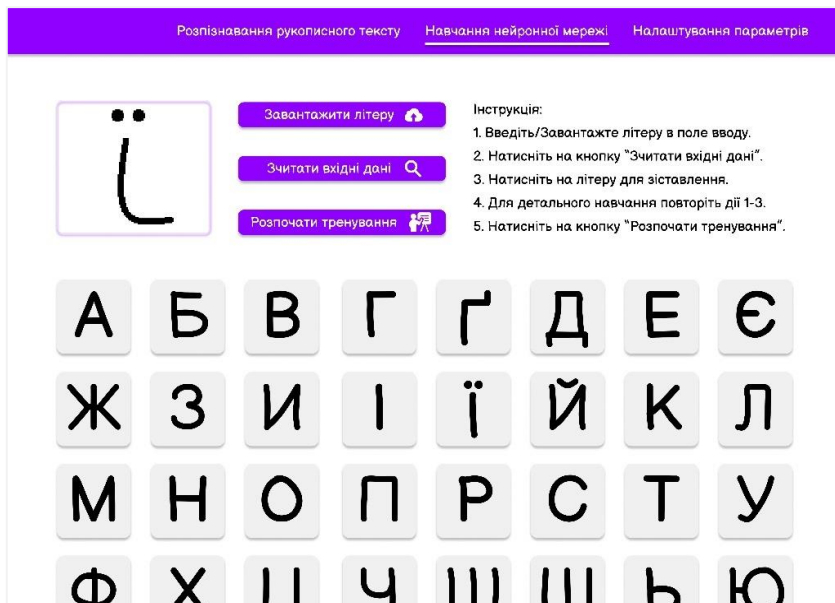 Розпізнавання рукописного тексту Навчання нейронної мережі Налаштування параметрів
ї
Завантажити літеру
Зчитати вхідні дані
Розпочати тренування
Інструкція:
1. Введіть/Завантажте літеру в поле вводу.
2. Натисніть на кнопку "Зчитати вхідні дані".
3. Натисніть на літеру для зіставлення.
4. Для детального навчання повторіть дії 1-3.
5. Натисніть на кнопку "Розпочати тренування".
А Б В Г Ґ Д Е Є
Ж З И І Ї Й К Л
М Н О П Р С Т У
Ф Х Ц Ч Ш Щ Ь Ю